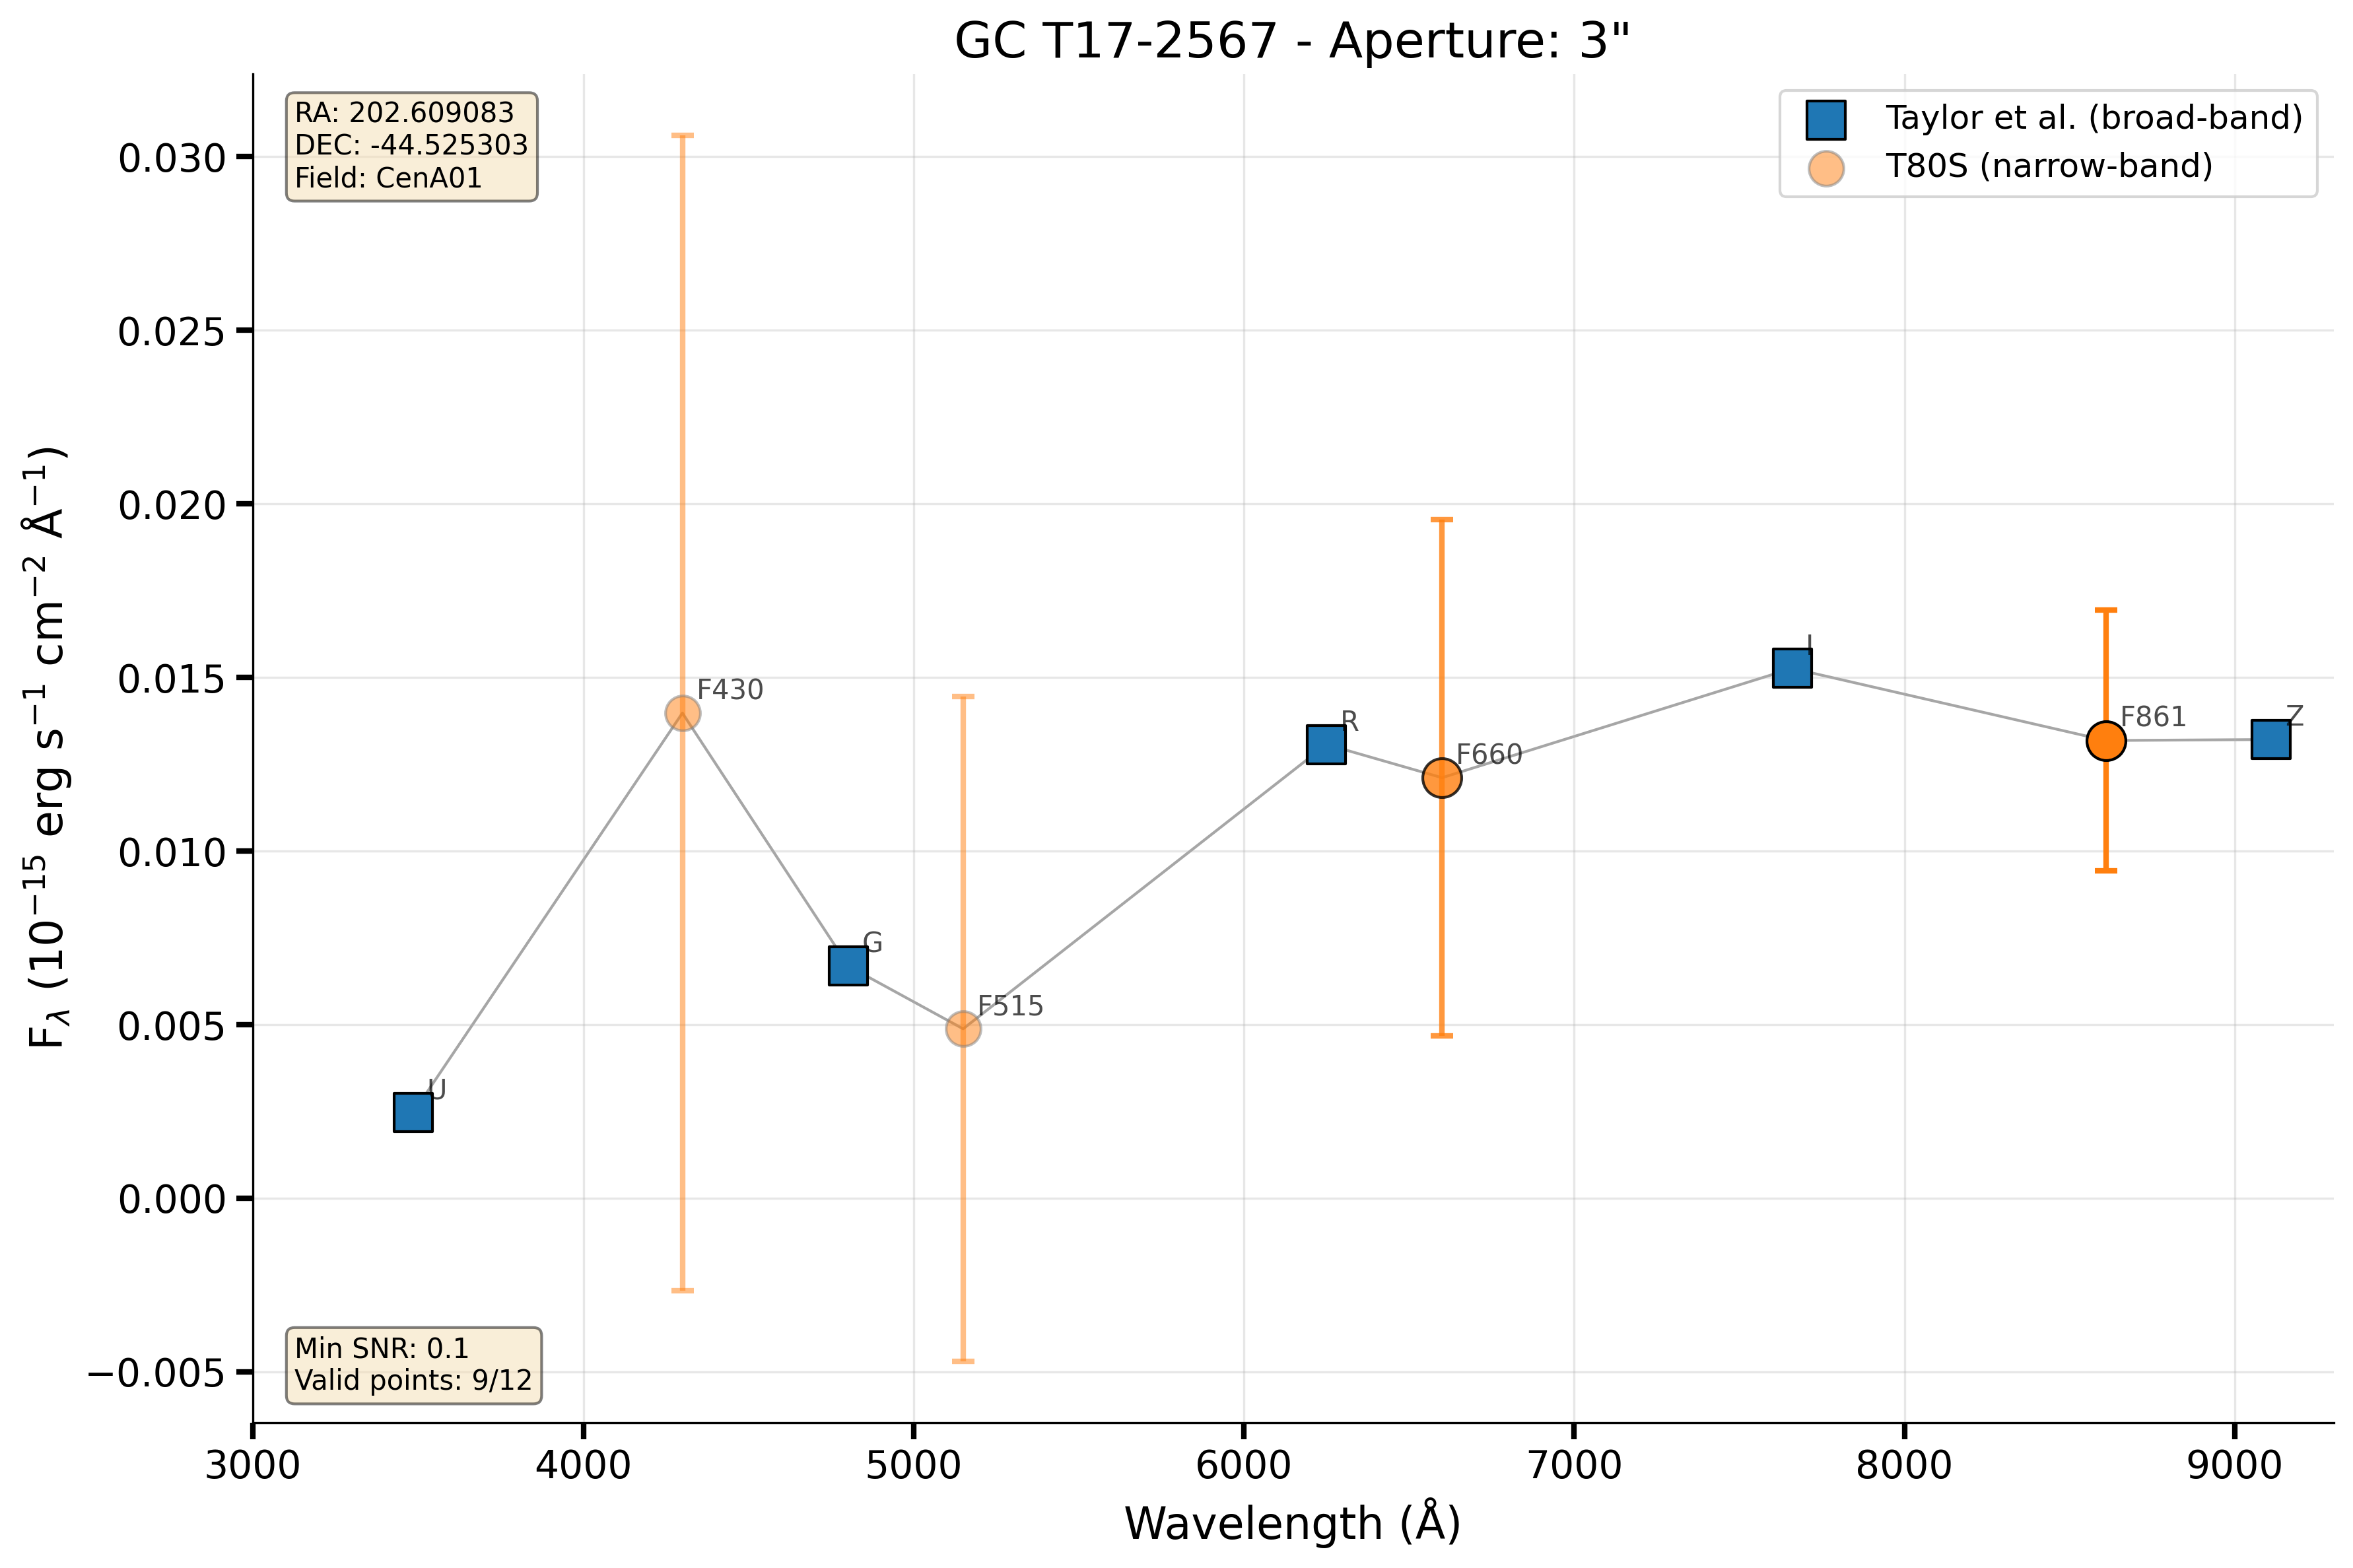 GC T17-2567 - Aperture: 3"
RA: 202.609083
DEC: -44.525303
Field: CenA01
Taylor et al. (broad-band)
T80S (narrow-band)
0.030
0.025
0.020
0.015
0.010
0.005
0.000
−0.005
F_λ (10⁻¹⁵ erg s⁻¹ cm⁻² Å⁻¹)
U
F430
G
F515
R
F660
I
F861
Z
Min SNR: 0.1
Valid points: 9/12
3000 4000 5000 6000 7000 8000 9000
Wavelength (Å)